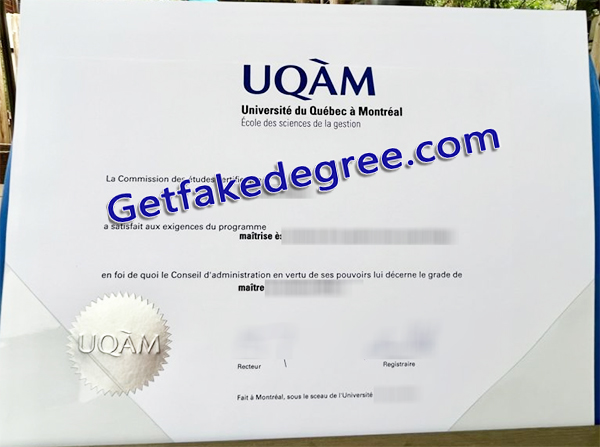 UQÀM
Université du Québec à Montréal
École des sciences de la gestion
La Commission des études certifie
Getfakedegree.com
a satisfait aux exigences du programme
maîtrise ès
en foi de quoi le Conseil d'administration en vertu de ses pouvoirs lui décerne le grade de
maître
UQÀM
Recteur
Registraire
Fait à Montréal, sous le sceau de l'Université